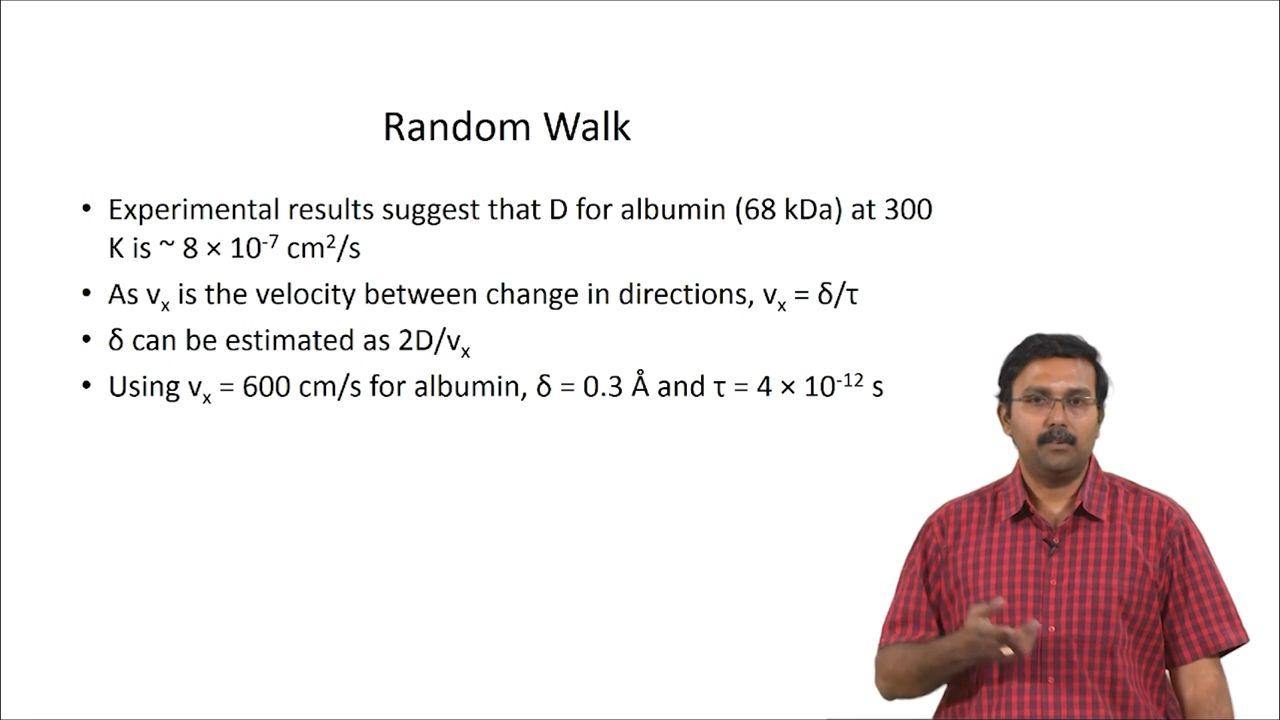 Random Walk
• Experimental results suggest that D for albumin (68 kDa) at 300
K is ~ 8 × 10⁻⁷ cm²/s
• As vₓ is the velocity between change in directions, vₓ = δ/τ
• δ can be estimated as 2D/vₓ
• Using vₓ = 600 cm/s for albumin, δ = 0.3 Å and τ = 4 × 10⁻¹² s